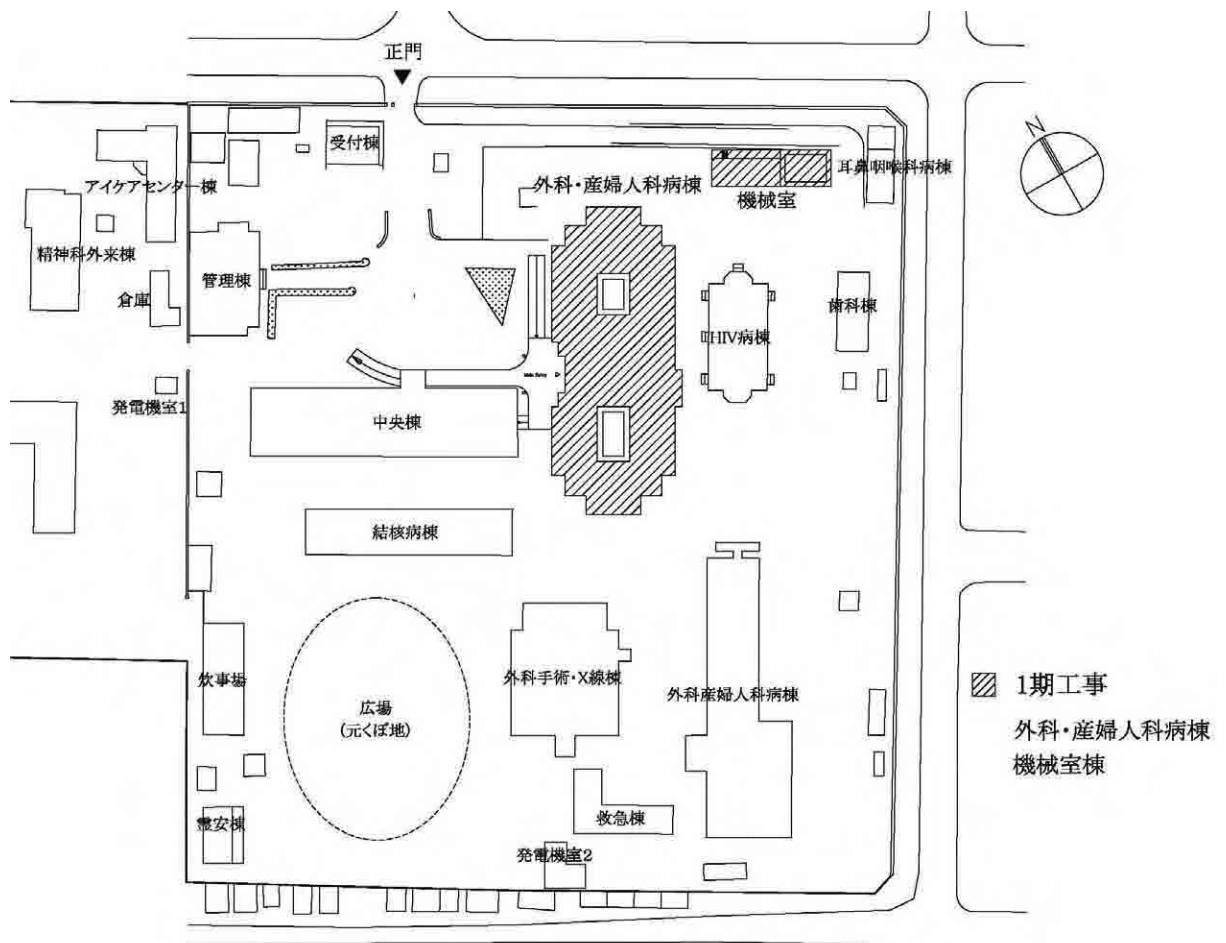 正門
受付棟
耳鼻咽喉科病棟
アイケアセンター棟
外科・産婦人科病棟
機械室
N
精神科外来棟
管理棟
倉庫
歯科棟
HIV病棟
発電機室1
中央棟
結核病棟
炊事場
広場
(元くぼ地)
外科手術・X線棟
外科産婦人科病棟
1期工事
外科・産婦人科病棟
機械室棟
霊安棟
救急棟
発電機室2